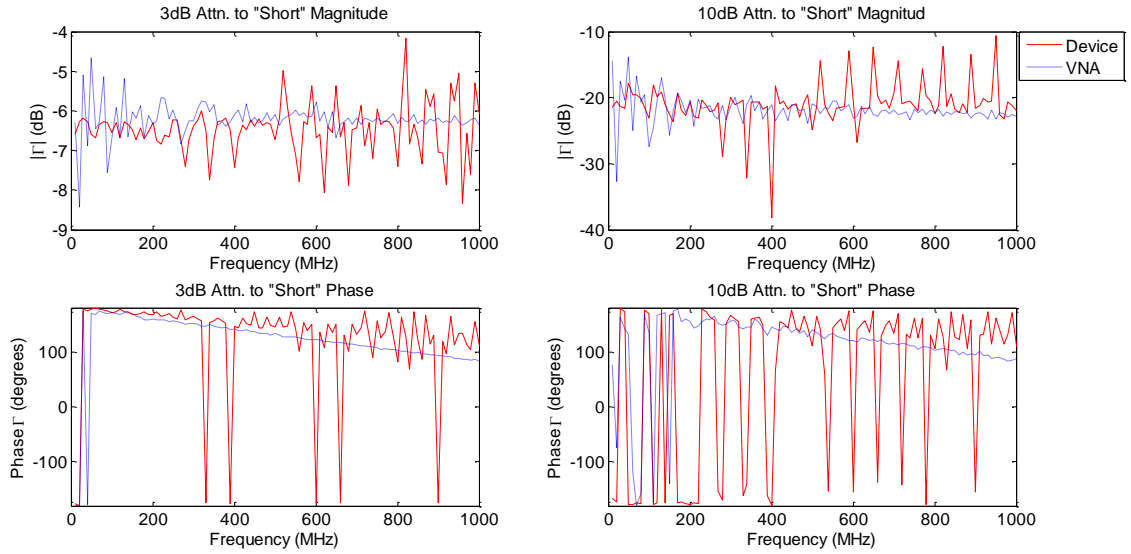 3dB Attn. to "Short" Magnitude
-4
-5
-6
-7
-8
-9
|Γ| (dB)
0
200
400
600
800
1000
Frequency (MHz)
10dB Attn. to "Short" Magnitud
-10
-20
-30
-40
|Γ| (dB)
0
200
400
600
800
1000
Frequency (MHz)
Device
VNA
3dB Attn. to "Short" Phase
100
0
-100
Phase Γ (degrees)
0
200
400
600
800
1000
Frequency (MHz)
10dB Attn. to "Short" Phase
100
0
-100
Phase Γ (degrees)
0
200
400
600
800
1000
Frequency (MHz)